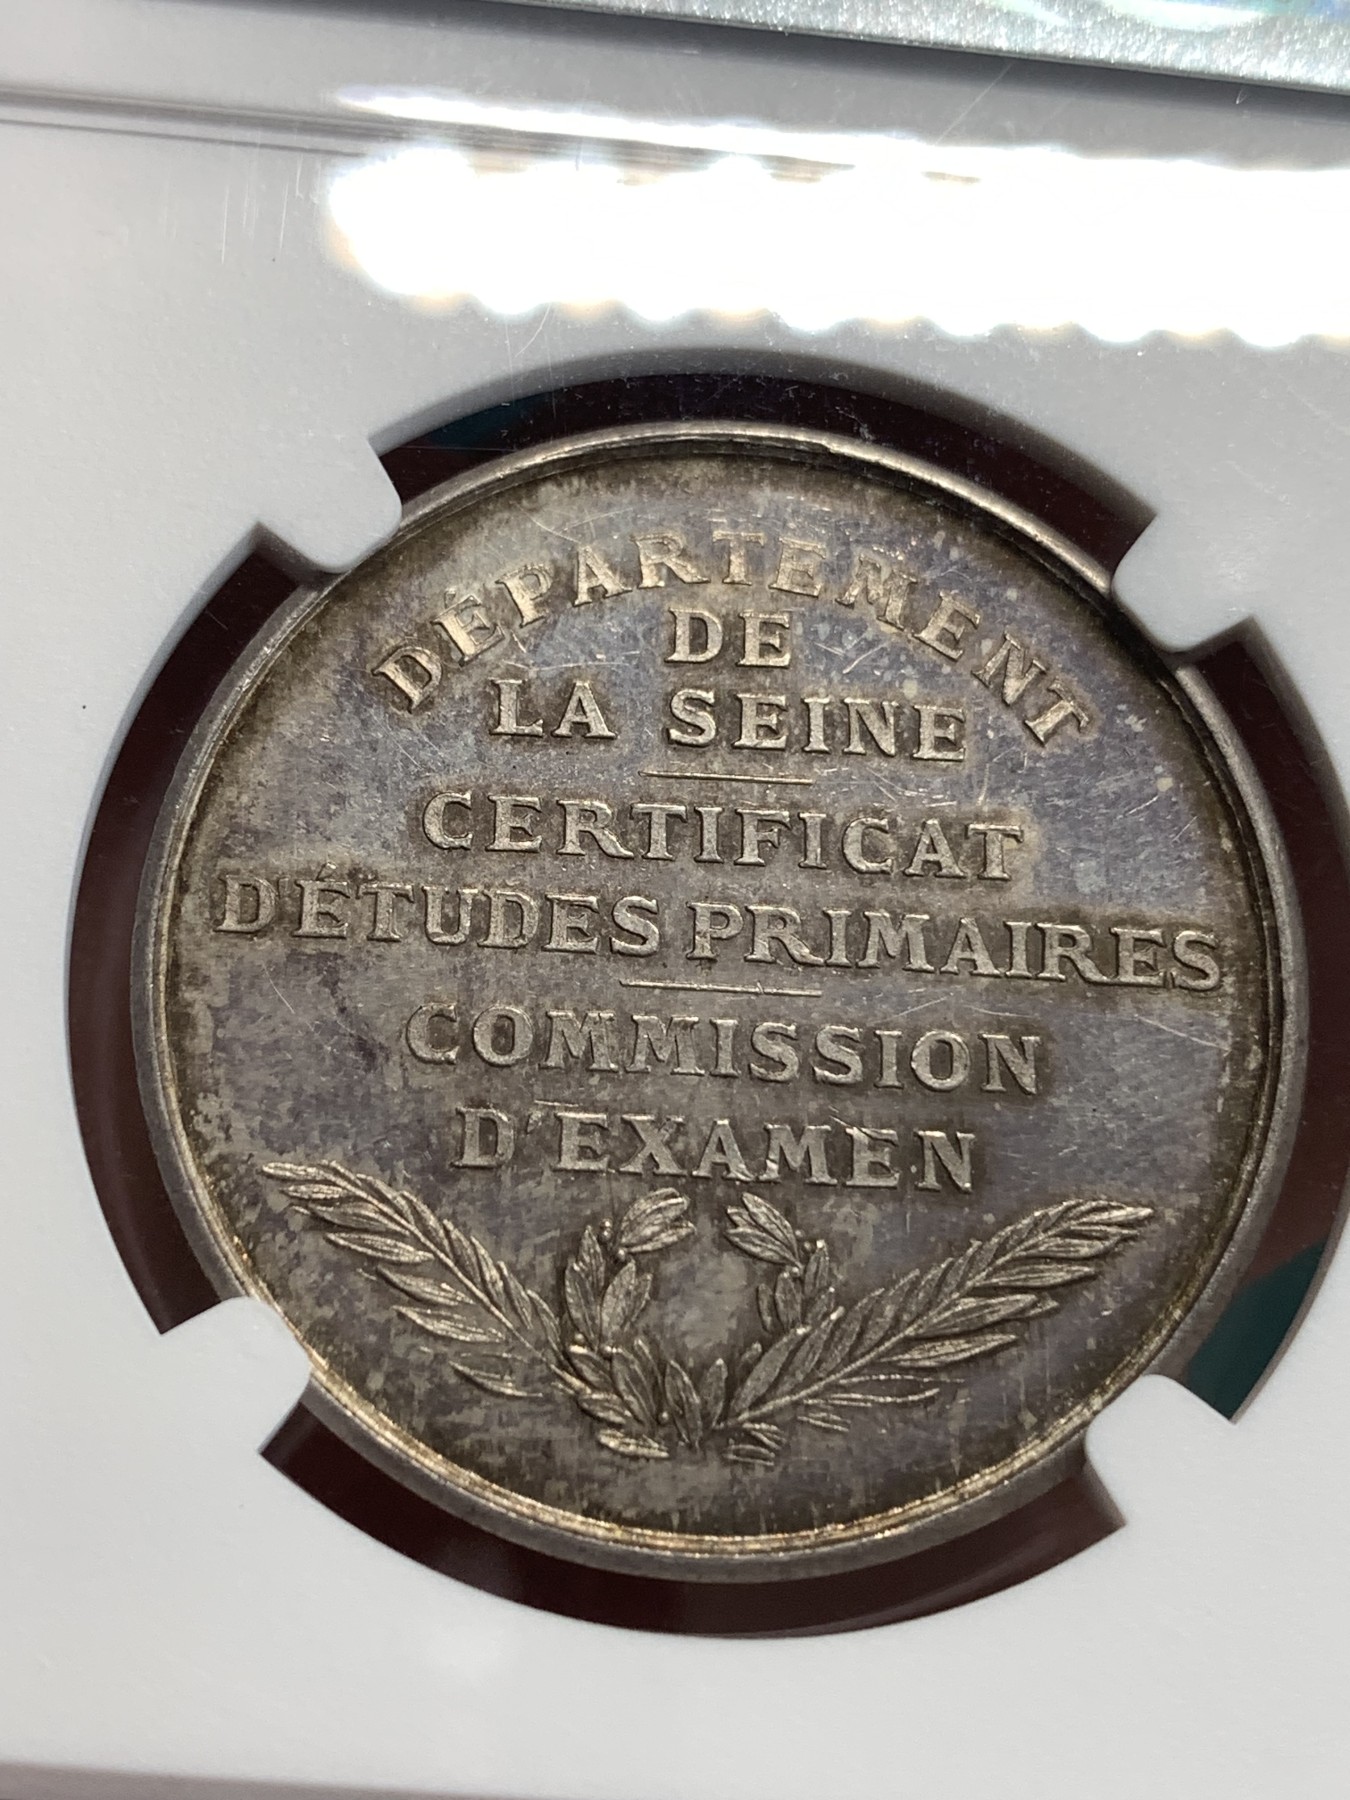 DÉPARTEMENT
DE
LA SEINE
CERTIFICAT
D'ÉTUDES PRIMAIRES
COMMISSION
D'EXAMEN